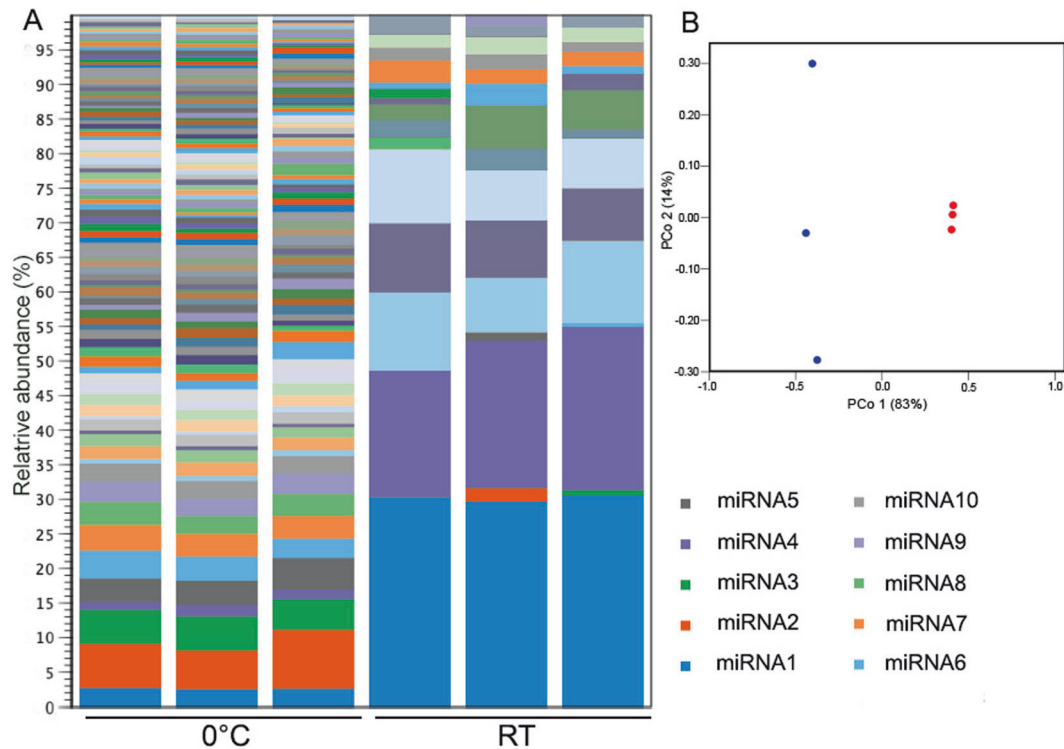 A
95
90
85
80
75
70
65
60
55
50
45
40
35
30
25
20
15
10
5
0
Relative abundance (%)
0°C
RT
B
0.30
0.20
0.10
0.00
-0.10
-0.20
-0.30
PCo 2 (14%)
-1.0
-0.5
0.0
0.5
1.0
PCo 1 (83%)
miRNA5
miRNA10
miRNA4
miRNA9
miRNA3
miRNA8
miRNA2
miRNA7
miRNA1
miRNA6